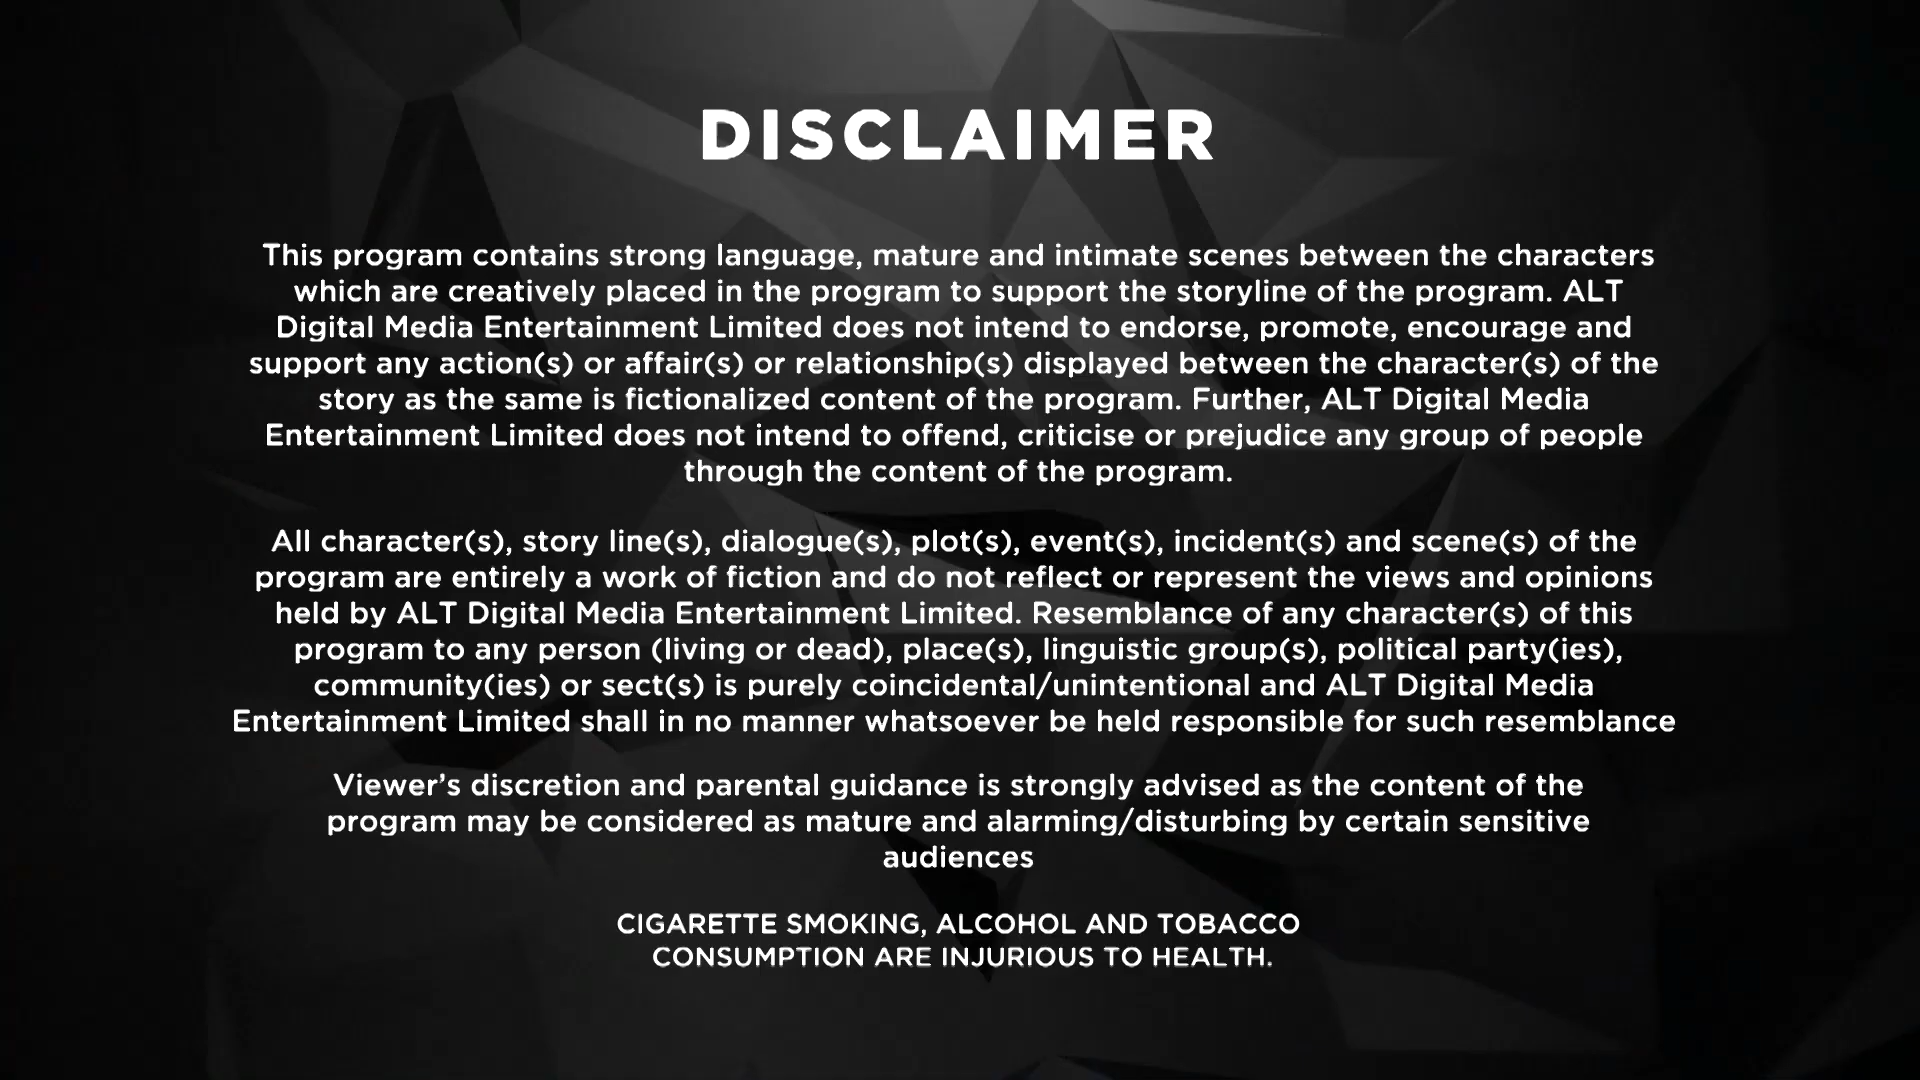 DISCLAIMER
This program contains strong language, mature and intimate scenes between the characters
which are creatively placed in the program to support the storyline of the program. ALT
Digital Media Entertainment Limited does not intend to endorse, promote, encourage and
support any action(s) or affair(s) or relationship(s) displayed between the character(s) of the
story as the same is fictionalized content of the program. Further, ALT Digital Media
Entertainment Limited does not intend to offend, criticise or prejudice any group of people
through the content of the program.
All character(s), story line(s), dialogue(s), plot(s), event(s), incident(s) and scene(s) of the
program are entirely a work of fiction and do not reflect or represent the views and opinions
held by ALT Digital Media Entertainment Limited. Resemblance of any character(s) of this
program to any person (living or dead), place(s), linguistic group(s), political party(ies),
community(ies) or sect(s) is purely coincidental/unintentional and ALT Digital Media
Entertainment Limited shall in no manner whatsoever be held responsible for such resemblance
Viewer’s discretion and parental guidance is strongly advised as the content of the
program may be considered as mature and alarming/disturbing by certain sensitive
audiences
CIGARETTE SMOKING, ALCOHOL AND TOBACCO
CONSUMPTION ARE INJURIOUS TO HEALTH.